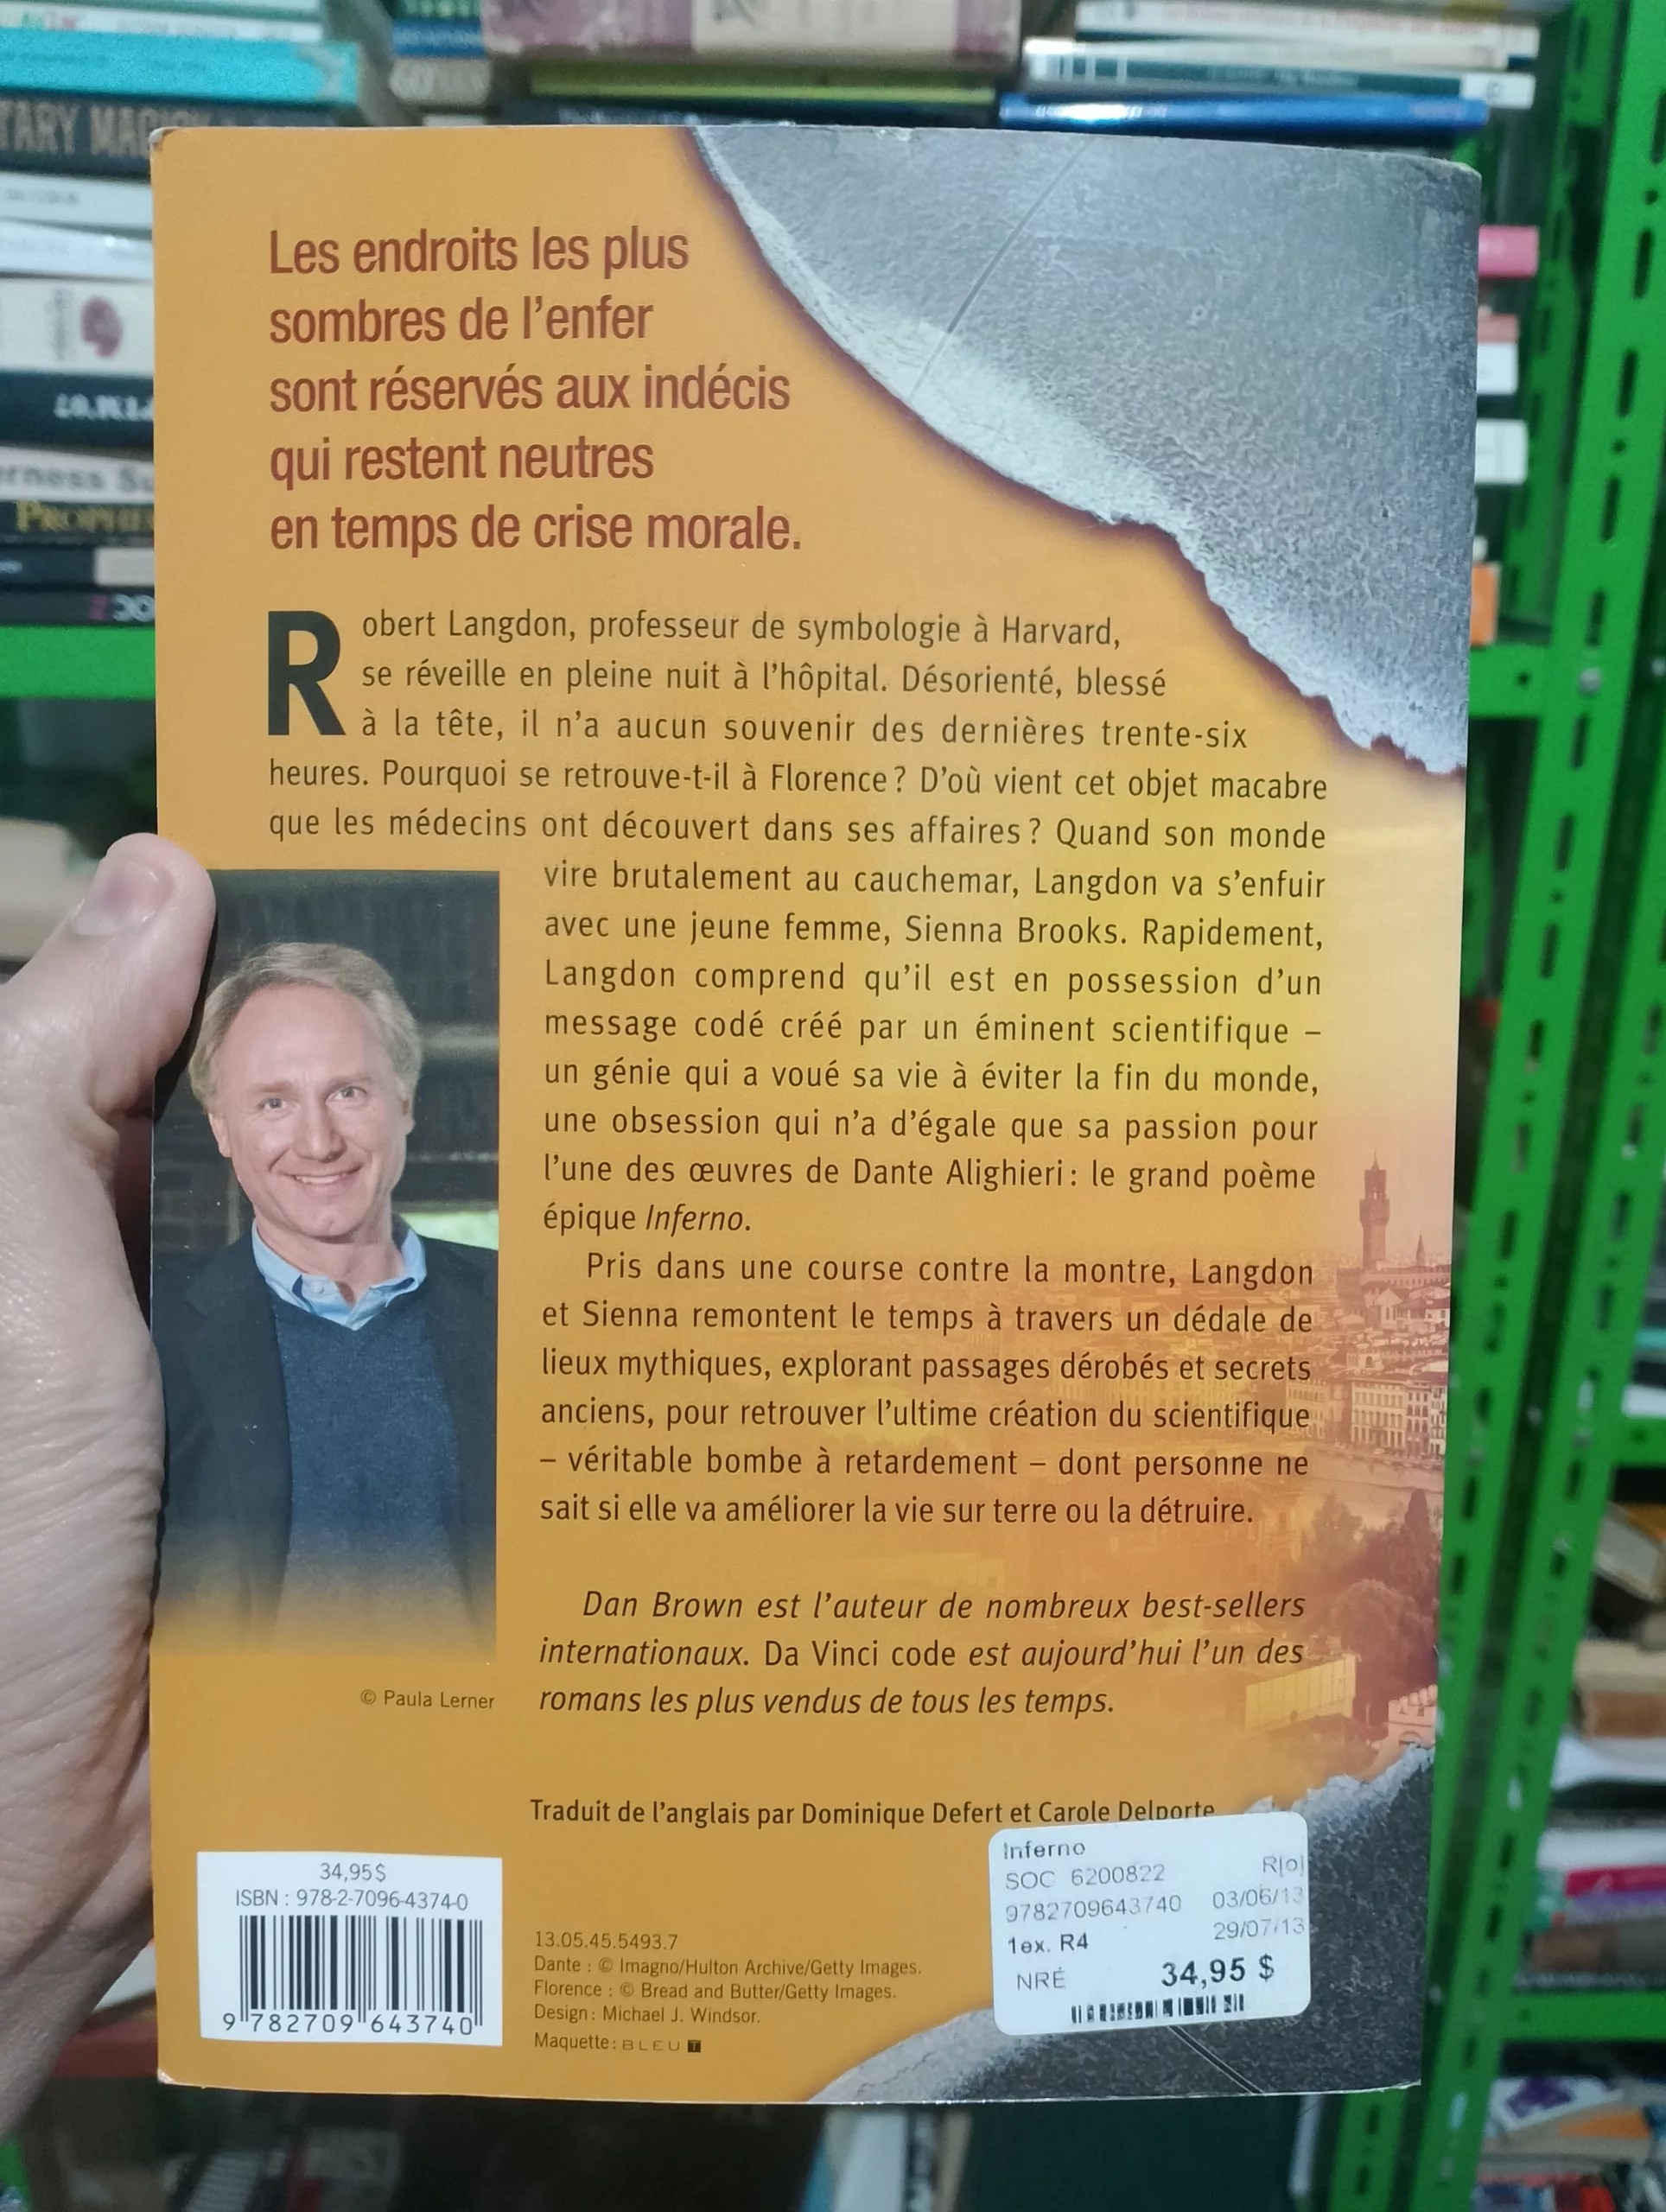 TARY MAG
erness Su
PROPHE
Les endroits les plus
sombres de l'enfer
sont réservés aux indécis
qui restent neutres
en temps de crise morale.
Robert Langdon, professeur de symbologie à Harvard,
se réveille en pleine nuit à l'hôpital. Désorienté, blessé
à la tête, il n'a aucun souvenir des dernières trente-six
heures. Pourquoi se retrouve-t-il à Florence ? D'où vient cet objet macabre
que les médecins ont découvert dans ses affaires ? Quand son monde
vire brutalement au cauchemar, Langdon va s'enfuir
avec une jeune femme, Sienna Brooks. Rapidement,
Langdon comprend qu'il est en possession d'un
message codé créé par un éminent scientifique –
un génie qui a voué sa vie à éviter la fin du monde,
une obsession qui n'a d'égale que sa passion pour
l'une des œuvres de Dante Alighieri : le grand poème
épique Inferno.
Pris dans une course contre la montre, Langdon
et Sienna remontent le temps à travers un dédale de
lieux mythiques, explorant passages dérobés et secrets
anciens, pour retrouver l'ultime création du scientifique
– véritable bombe à retardement – dont personne ne
sait si elle va améliorer la vie sur terre ou la détruire.
Dan Brown est l'auteur de nombreux best-sellers
internationaux. Da Vinci code est aujourd'hui l'un des
romans les plus vendus de tous les temps.
© Paula Lerner
Traduit de l'anglais par Dominique Defert et Carole Delporte
34,95 $
ISBN : 978-2-7096-4374-0
9 782709 643740
13.05.45.5493.7
Dante : © Imagno/Hulton Archive/Getty Images.
Florence : © Bread and Butter/Getty Images.
Design : Michael J. Windsor.
Maquette : BLEU T
Inferno
SOC 6200822 R[o]
9782709643740 03/06/13
29/07/13
1ex. R4
NRÉ 34,95 $